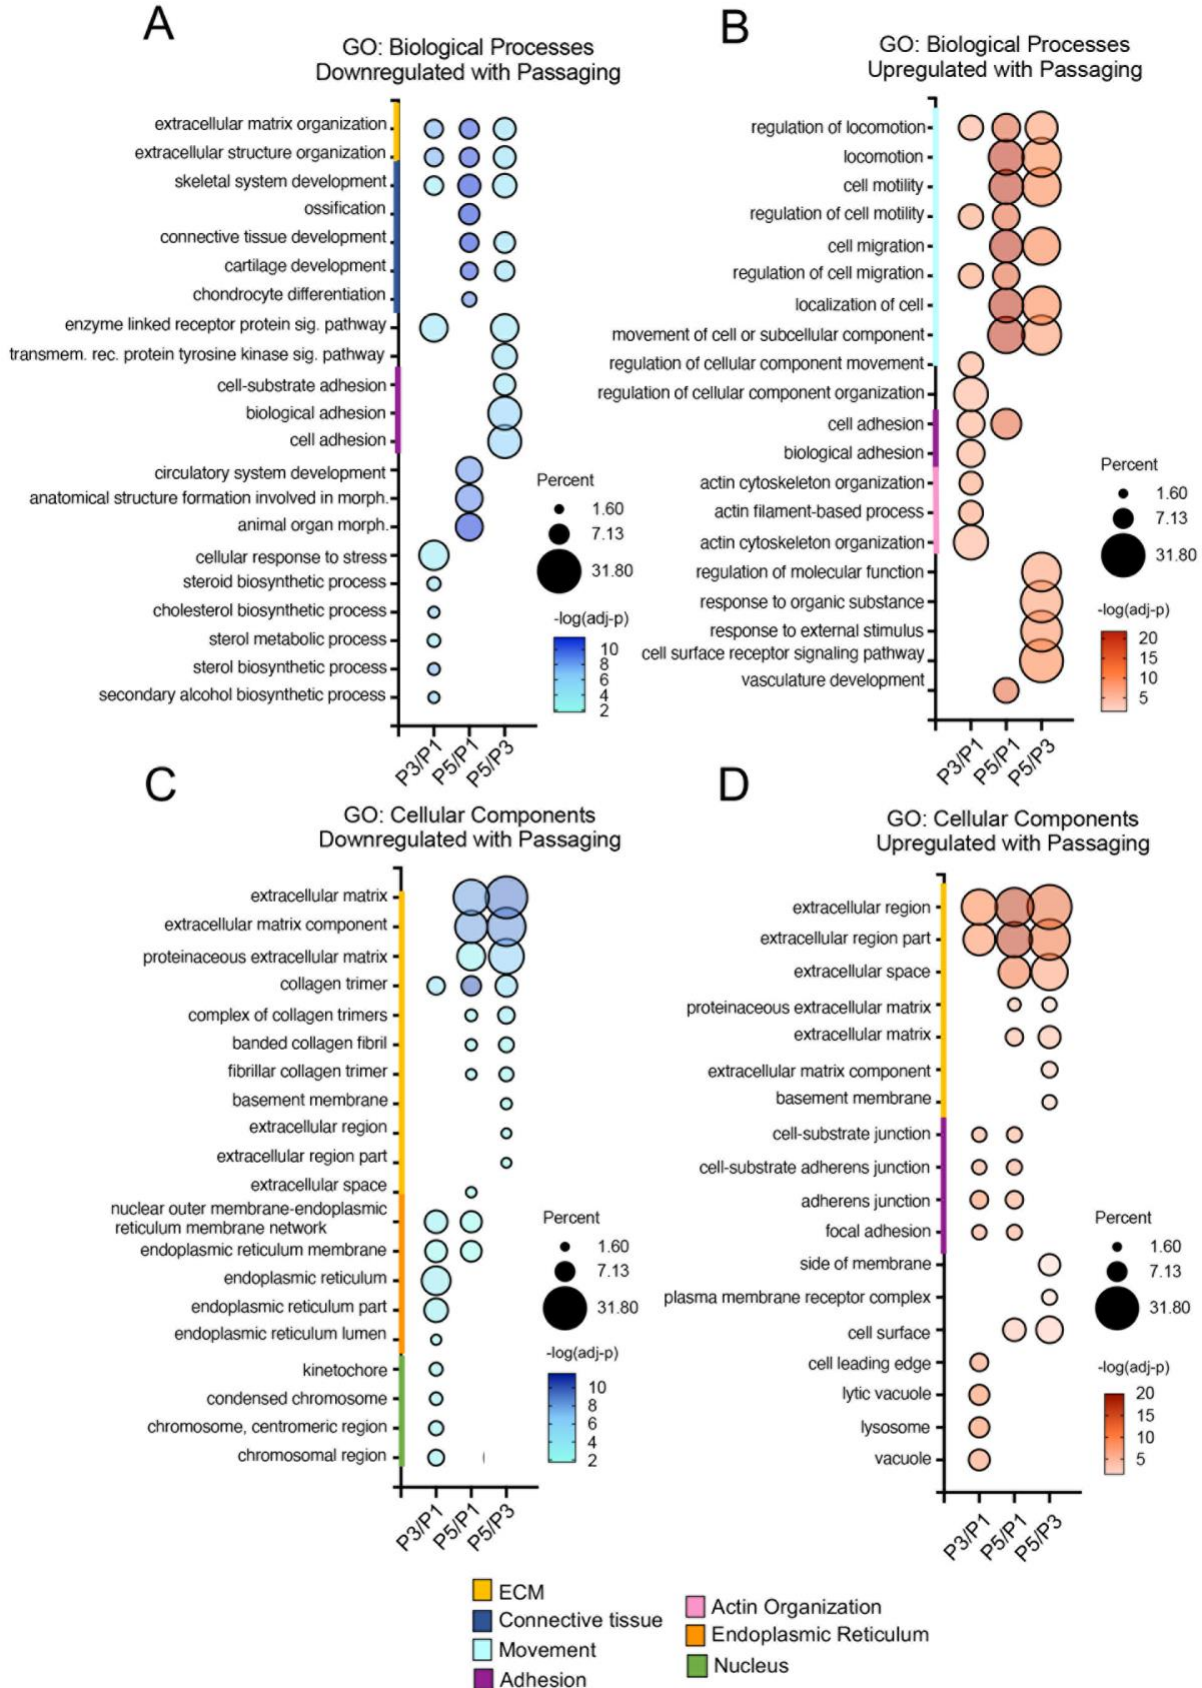 A
GO: Biological Processes
Downregulated with Passaging
extracellular matrix organization
extracellular structure organization
skeletal system development
ossification
connective tissue development
cartilage development
chondrocyte differentiation
enzyme linked receptor protein sig. pathway
transmem. rec. protein tyrosine kinase sig. pathway
cell-substrate adhesion
biological adhesion
cell adhesion
circulatory system development
anatomical structure formation involved in morph.
animal organ morph.
cellular response to stress
steroid biosynthetic process
cholesterol biosynthetic process
sterol metabolic process
sterol biosynthetic process
secondary alcohol biosynthetic process
P3/P1
P5/P1
P5/P3
Percent
1.60
7.13
31.80
-log(adj-p)
10
8
6
4
2
B
GO: Biological Processes
Upregulated with Passaging
regulation of locomotion
locomotion
cell motility
regulation of cell motility
cell migration
regulation of cell migration
localization of cell
movement of cell or subcellular component
regulation of cellular component movement
regulation of cellular component organization
cell adhesion
biological adhesion
actin cytoskeleton organization
actin filament-based process
actin cytoskeleton organization
regulation of molecular function
response to organic substance
response to external stimulus
cell surface receptor signaling pathway
vasculature development
P3/P1
P5/P1
P5/P3
Percent
1.60
7.13
31.80
-log(adj-p)
20
15
10
5
C
GO: Cellular Components
Downregulated with Passaging
extracellular matrix
extracellular matrix component
proteinaceous extracellular matrix
collagen trimer
complex of collagen trimers
banded collagen fibril
fibrillar collagen trimer
basement membrane
extracellular region
extracellular region part
extracellular space
nuclear outer membrane-endoplasmic
reticulum membrane network
endoplasmic reticulum membrane
endoplasmic reticulum
endoplasmic reticulum part
endoplasmic reticulum lumen
kinetochore
condensed chromosome
chromosome, centromeric region
chromosomal region
P3/P1
P5/P1
P5/P3
Percent
1.60
7.13
31.80
-log(adj-p)
10
8
6
4
2
D
GO: Cellular Components
Upregulated with Passaging
extracellular region
extracellular region part
extracellular space
proteinaceous extracellular matrix
extracellular matrix
extracellular matrix component
basement membrane
cell-substrate junction
cell-substrate adherens junction
adherens junction
focal adhesion
side of membrane
plasma membrane receptor complex
cell surface
cell leading edge
lytic vacuole
lysosome
vacuole
P3/P1
P5/P1
P5/P3
Percent
1.60
7.13
31.80
-log(adj-p)
20
15
10
5
ECM
Connective tissue
Movement
Adhesion
Actin Organization
Endoplasmic Reticulum
Nucleus